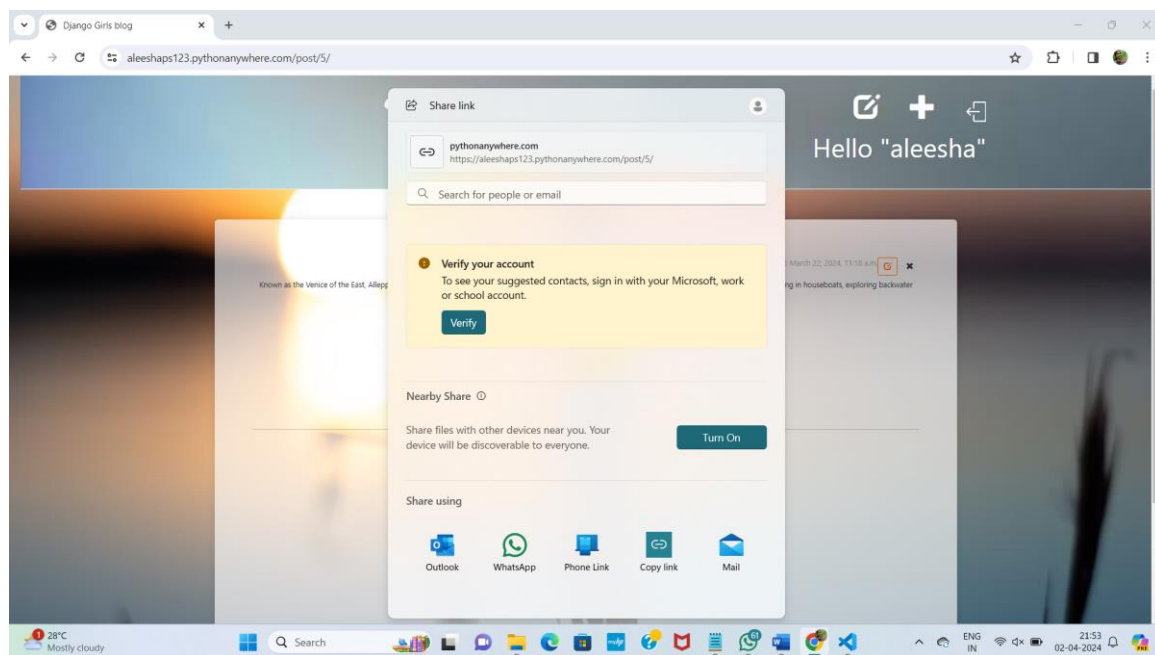 Django Girls blog
aleeshaps123.pythonanywhere.com/post/5/
Share link
pythonanywhere.com
https://aleeshaps123.pythonanywhere.com/post/5/
Search for people or email
Hello "aleesha"
Verify your account
To see your suggested contacts, sign in with your Microsoft, work
or school account.
Verify
March 22, 2024, 11:18 a.m.
Known as the Venice of the East, Allepp
ng in houseboats, exploring backwater
Nearby Share
Share files with other devices near you. Your
device will be discoverable to everyone.
Turn On
Share using
Outlook WhatsApp Phone Link Copy link Mail
1
28°C
Mostly cloudy
Search
ENG
IN
21:53
02-04-2024